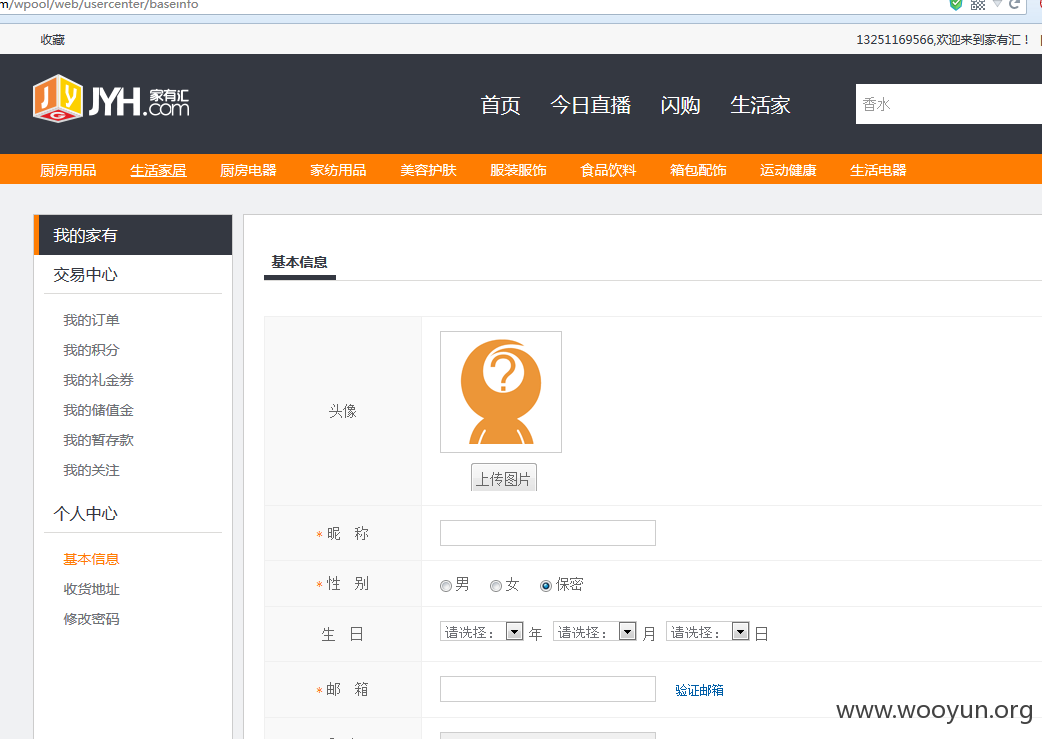 m/wpool/web/usercenter/baseinfo
收藏
13251169566,欢迎来到家有汇！
JYG JYH.com 家有汇
首页 今日直播 闪购 生活家
香水
厨房用品 生活家居 厨房电器 家纺用品 美容护肤 服装服饰 食品饮料 箱包配饰 运动健康 生活电器
我的家有
交易中心
我的订单
我的积分
我的礼金券
我的储值金
我的暂存款
我的关注
个人中心
基本信息
收货地址
修改密码
基本信息
头像
?
上传图片
*昵 称
*性 别 男 女 保密
生 日 请选择： 年 请选择： 月 请选择： 日
*邮 箱 验证邮箱
www.wooyun.org